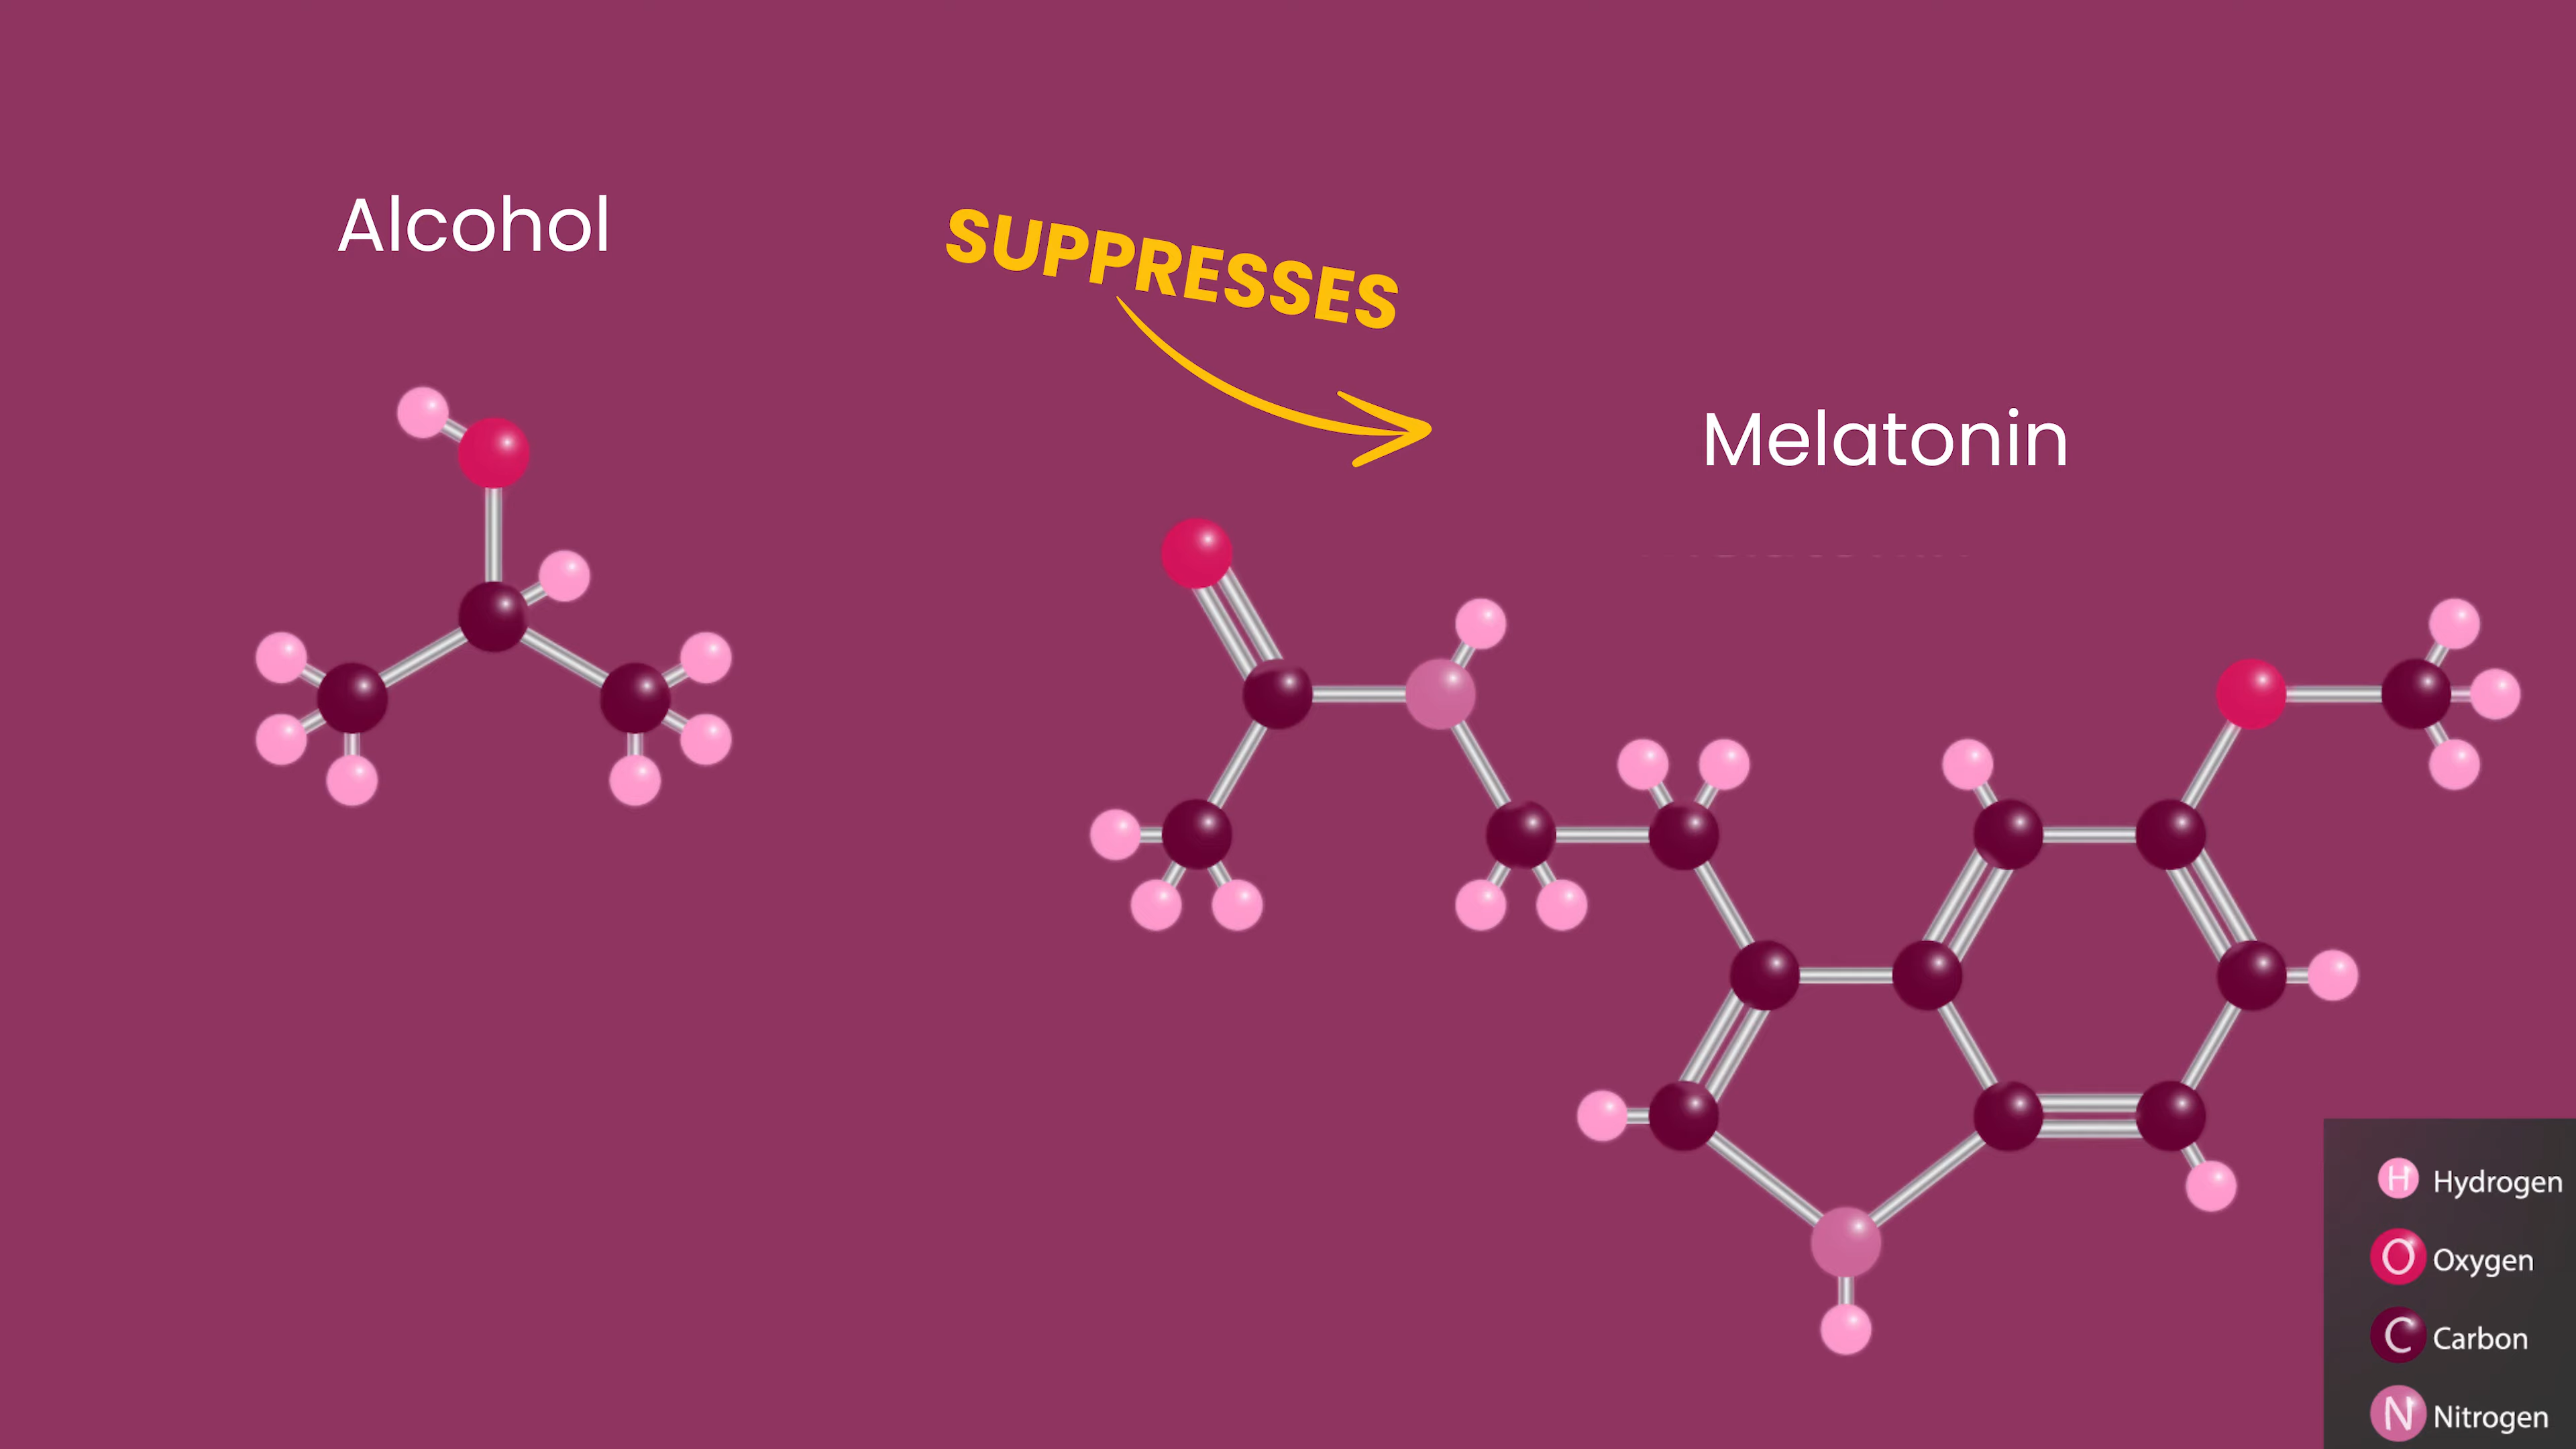 Alcohol
SUPPRESSES
Melatonin
H Hydrogen
O Oxygen
C Carbon
N Nitrogen